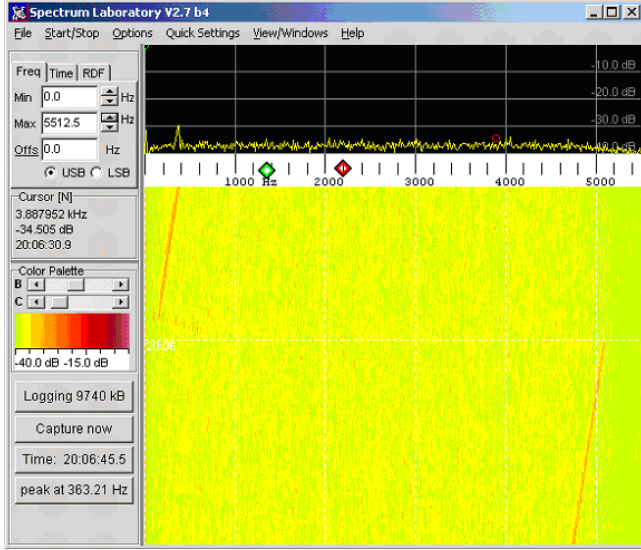 Spectrum Laboratory V2.7 b4
File Start/Stop Options Quick Settings View/Windows Help
Freq Time RDF
Min 0.0 Hz
Max 5512.5 Hz
Offs 0.0 Hz
USB LSB
Cursor [N]
3.887952 kHz
-34.505 dB
20:06:30.9
Color Palette
B
C
-40.0 dB -15.0 dB
Logging 9740 kB
Capture now
Time: 20:06:45.5
peak at 363.21 Hz
-10.0 dB
-20.0 dB
-30.0 dB
-40.0 dB
1000 Hz 2000 3000 4000 5000
20:06